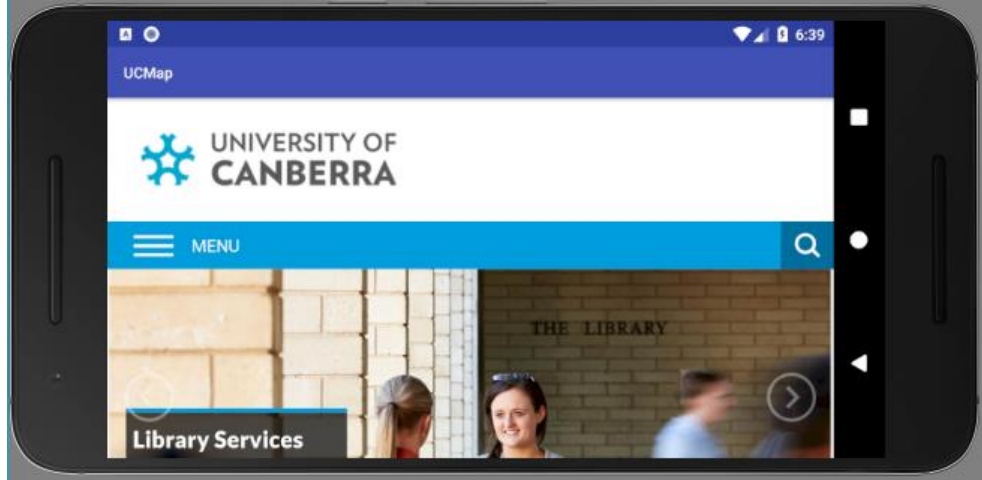 6:39
UCMap
UNIVERSITY OF
CANBERRA
MENU
THE LIBRARY
Library Services